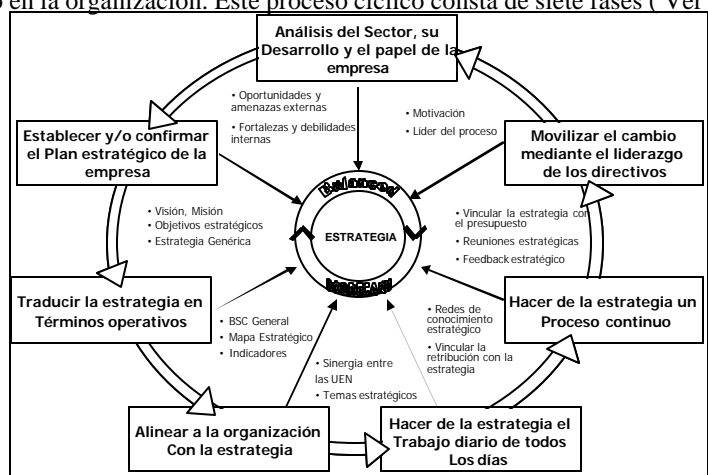 en la organización. Este proceso cíclico consta de siete fases ( Ver
Análisis del Sector, su
Desarrollo y el papel de la
empresa
• Oportunidades y
amenazas externas
• Fortalezas y debilidades
internas
• Motivación
• Líder del proceso
Establecer y/o confirmar
el Plan estratégico de la
empresa
Movilizar el cambio
mediante el liderazgo
de los directivos
• Visión, Misión
• Objetivos estratégicos
• Estrategia Genérica
ESTRATEGIA
• Vincular la estrategia con
el presupuesto
• Reuniones estratégicas
• Feedback estratégico
Traducir la estrategia en
Términos operativos
Hacer de la estrategia un
Proceso continuo
• BSC General
• Mapa Estratégico
• Indicadores
• Redes de
conocimiento
estratégico
• Vincular la
retribución con la
estrategia
• Sinergia entre
las UEN
• Temas estratégicos
Alinear a la organización
Con la estrategia
Hacer de la estrategia el
Trabajo diario de todos
Los días